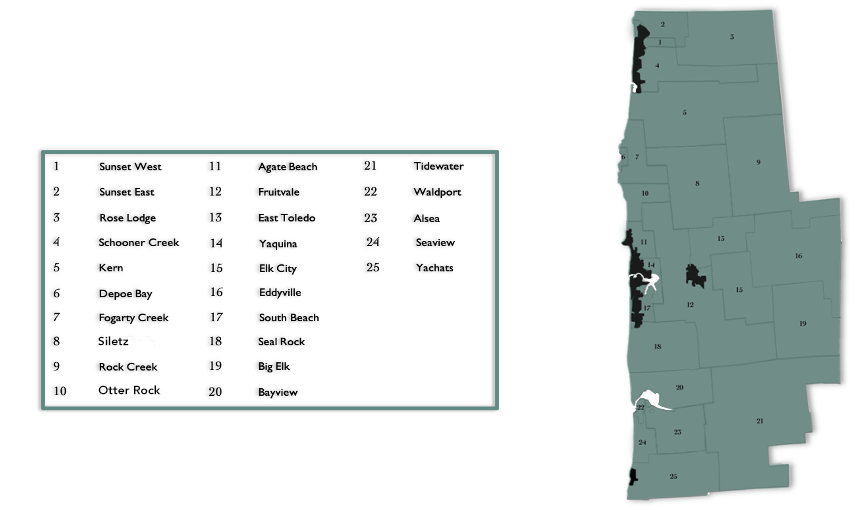 1 Sunset West 11 Agate Beach 21 Tidewater
2 Sunset East 12 Fruitvale 22 Waldport
3 Rose Lodge 13 East Toledo 23 Alsea
4 Schooner Creek 14 Yaquina 24 Seaview
5 Kern 15 Elk City 25 Yachats
6 Depoe Bay 16 Eddyville
7 Fogarty Creek 17 South Beach
8 Siletz 18 Seal Rock
9 Rock Creek 19 Big Elk
10 Otter Rock 20 Bayview
2
3
1
4
5
6
7
9
8
10
13
11
16
14
15
12
17
19
18
20
22
21
23
24
25